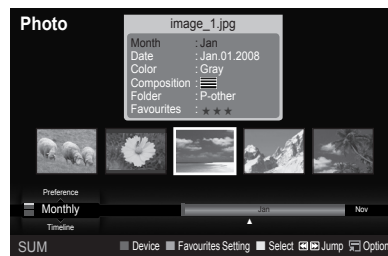 Photo
image_1.jpg
Month : Jan
Date : Jan.01.2008
Color : Gray
Composition :
Folder : P-other
Favourites : ★★★
Preference
Monthly
Jan
Nov
Timeline
SUM Device Favourites Setting Select Jump Option